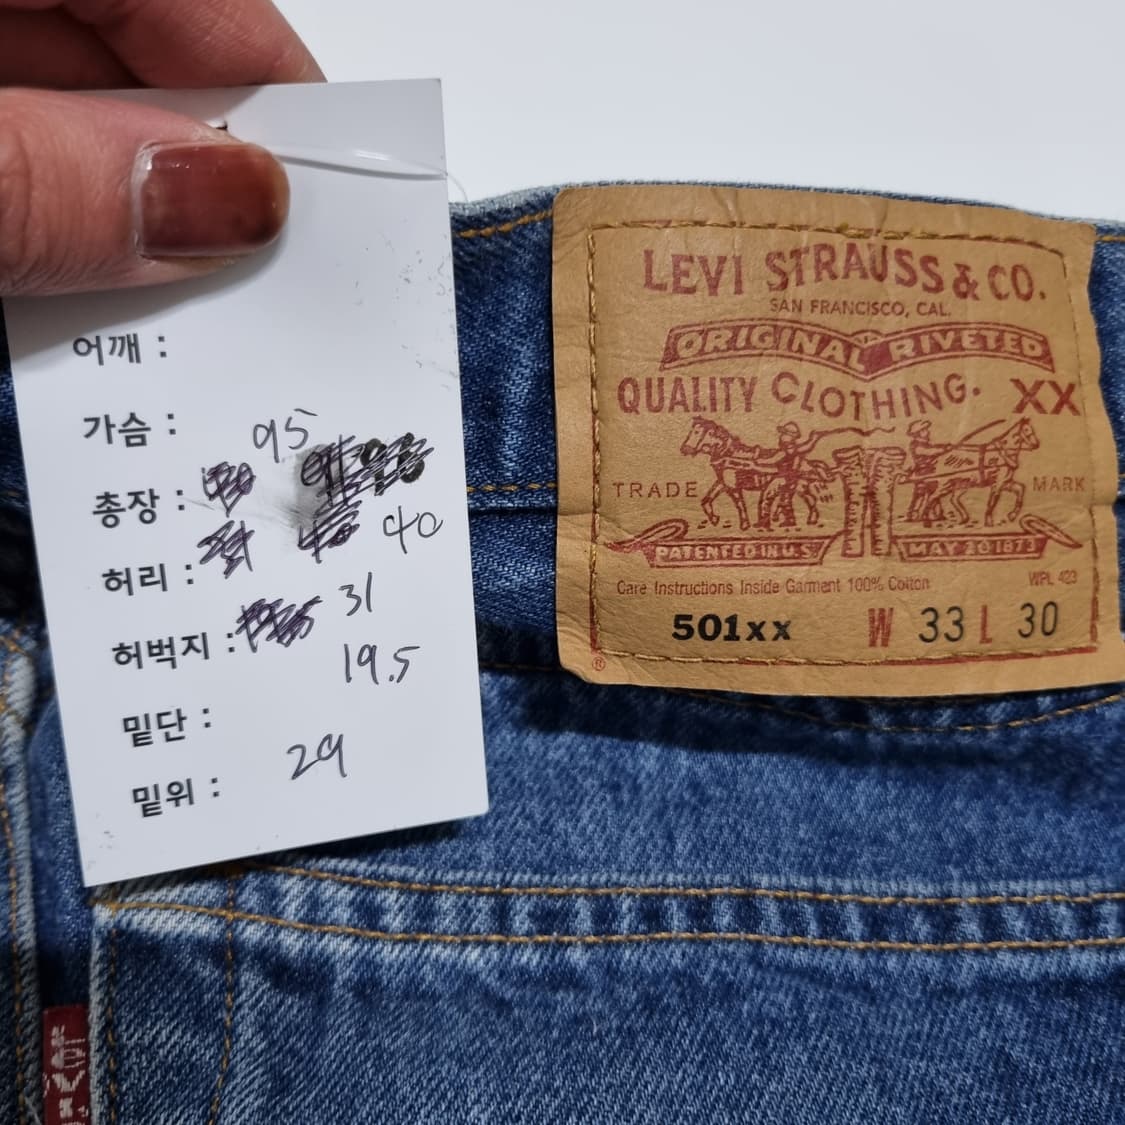 어깨 :
가슴 :
95
총장 :
40
허리 :
31
허벅지 :
19.5
밑단 :
29
밑위 :
LEVI STRAUSS & CO.
SAN FRANCISCO, CAL.
ORIGINAL RIVETED
QUALITY CLOTHING. XX
TRADE MARK
PATENTED IN U.S. MAY 20 1873
Care Instructions Inside Garment 100% Cotton WPL 423
501xx W 33 L 30
®
LEVI'S